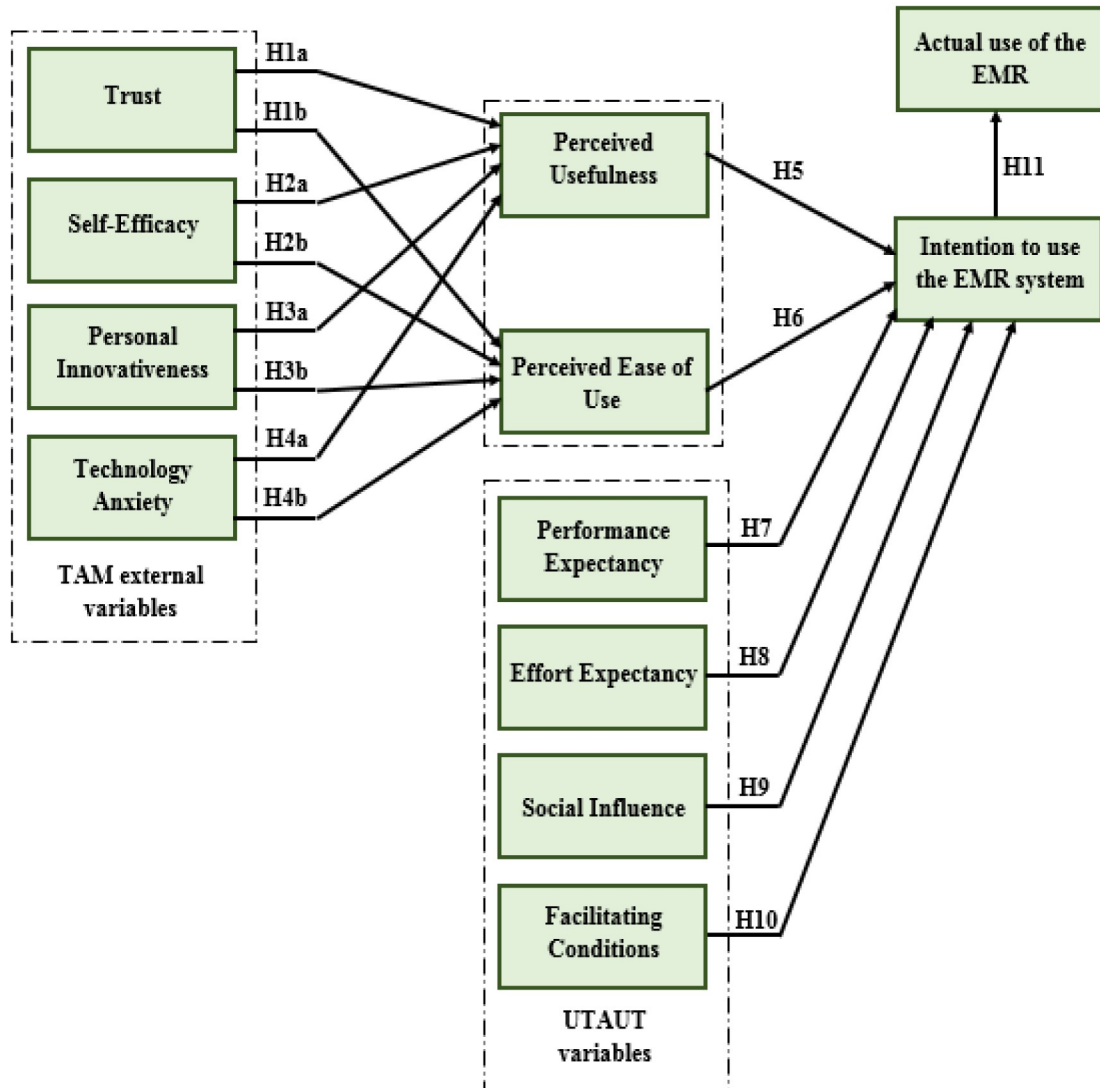 Trust
Self-Efficacy
Personal
Innovativeness
Technology
Anxiety
TAM external
variables
H1a
H1b
H2a
H2b
H3a
H3b
H4a
H4b
Perceived
Usefulness
Perceived Ease of
Use
Performance
Expectancy
Effort Expectancy
Social Influence
Facilitating
Conditions
UTAUT
variables
H5
H6
H7
H8
H9
H10
Actual use of the
EMR
H11
Intention to use
the EMR system